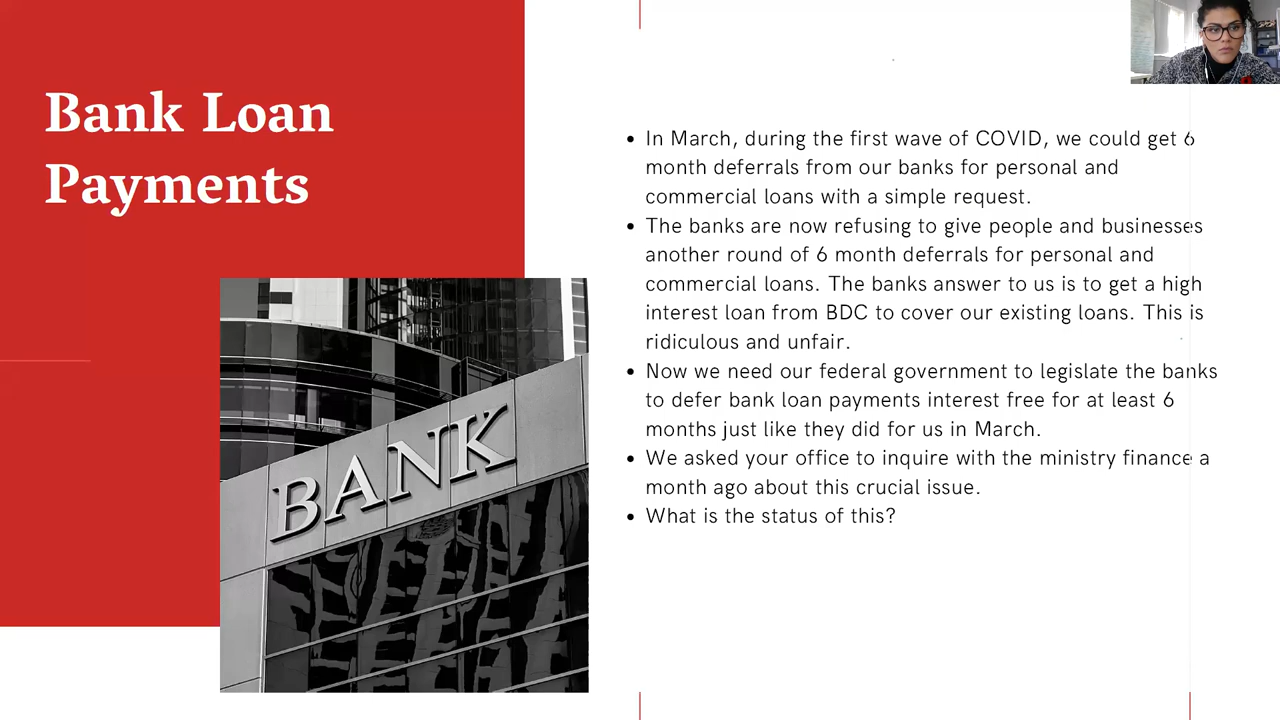 Bank Loan
Payments
In March, during the first wave of COVID, we could get 6
month deferrals from our banks for personal and
commercial loans with a simple request.
The banks are now refusing to give people and businesses
another round of 6 month deferrals for personal and
commercial loans. The banks answer to us is to get a high
interest loan from BDC to cover our existing loans. This is
ridiculous and unfair.
Now we need our federal government to legislate the banks
to defer bank loan payments interest free for at least 6
months just like they did for us in March.
We asked your office to inquire with the ministry finance a
month ago about this crucial issue.
What is the status of this?
BANK